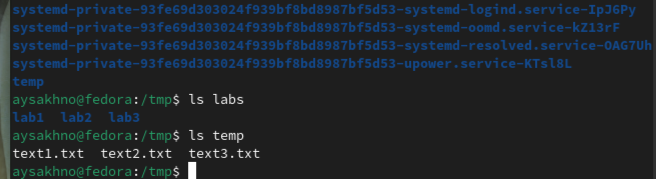 systemd-private-93fe69d303024f939bf8bd8987bf5d53-systemd-logind.service-IpJ6Py
systemd-private-93fe69d303024f939bf8bd8987bf5d53-systemd-oomd.service-kZ13rF
systemd-private-93fe69d303024f939bf8bd8987bf5d53-systemd-resolved.service-OAG7Uh
systemd-private-93fe69d303024f939bf8bd8987bf5d53-upower.service-KTsl8L
temp
aysakhno@fedora:/tmp$ ls labs
lab1 lab2 lab3
aysakhno@fedora:/tmp$ ls temp
text1.txt text2.txt text3.txt
aysakhno@fedora:/tmp$